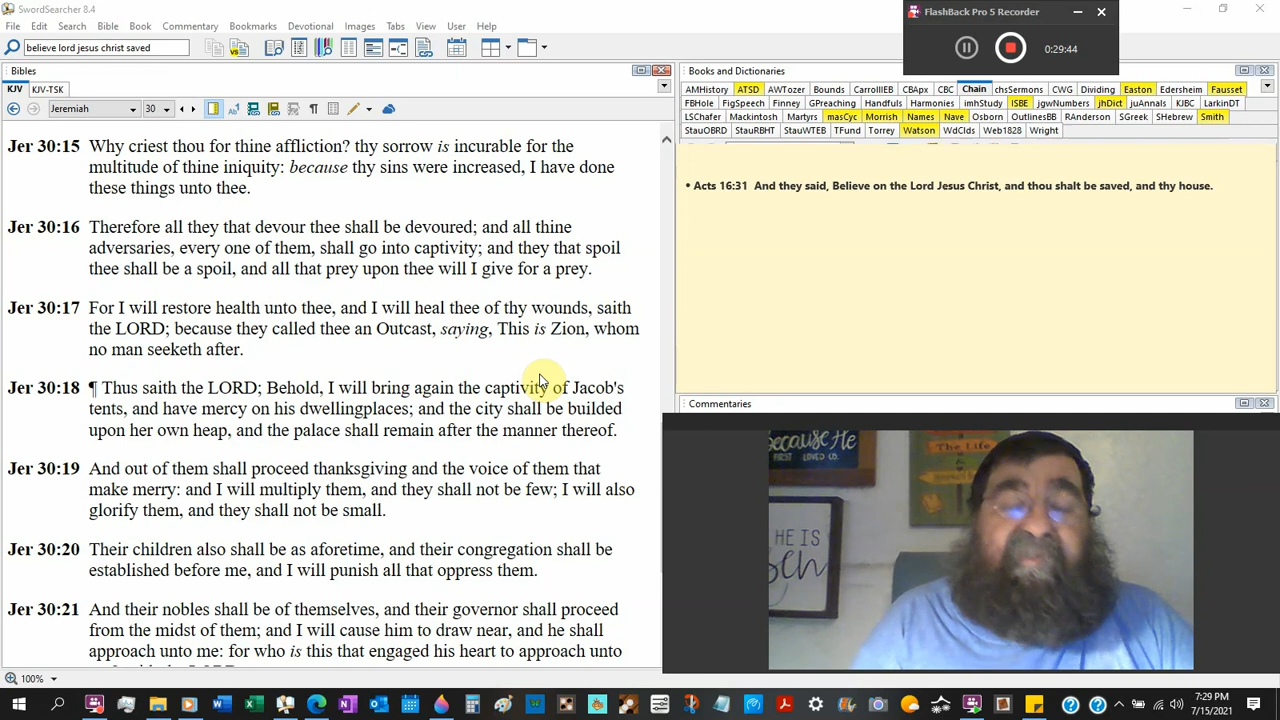 SwordSearcher 8.4
File Edit Search Bible Book Commentary Bookmarks Devotional Images Tabs View User Help
believe lord jesus christ saved
VS
FlashBack Pro 5 Recorder
0:29:44
Bibles
KJV KJV-TSK
Jeremiah 30
Jer 30:15 Why criest thou for thine affliction? thy sorrow is incurable for the
multitude of thine iniquity: because thy sins were increased, I have done
these things unto thee.
Jer 30:16 Therefore all they that devour thee shall be devoured; and all thine
adversaries, every one of them, shall go into captivity; and they that spoil
thee shall be a spoil, and all that prey upon thee will I give for a prey.
Jer 30:17 For I will restore health unto thee, and I will heal thee of thy wounds, saith
the LORD; because they called thee an Outcast, saying, This is Zion, whom
no man seeketh after.
Jer 30:18 ¶ Thus saith the LORD; Behold, I will bring again the captivity of Jacob's
tents, and have mercy on his dwellingplaces; and the city shall be builded
upon her own heap, and the palace shall remain after the manner thereof.
Jer 30:19 And out of them shall proceed thanksgiving and the voice of them that
make merry: and I will multiply them, and they shall not be few; I will also
glorify them, and they shall not be small.
Jer 30:20 Their children also shall be as aforetime, and their congregation shall be
established before me, and I will punish all that oppress them.
Jer 30:21 And their nobles shall be of themselves, and their governor shall proceed
from the midst of them; and I will cause him to draw near, and he shall
approach unto me: for who is this that engaged his heart to approach unto
100%
Books and Dictionaries
AMHistory ATSD AWTozer Bounds CarrollEB CBApx CBC Chain chsSermons CWG Dividing Easton Edersheim Fausset
FBHole FigSpeech Finney GPreaching Handfuls Harmonies imhStudy ISBE jgwNumbers jhDict juAnnals KJBC LarkinDT
LSChafer Mackintosh Martyrs masCyc Morrish Names Nave Osborn OutlinesBB RAnderson SGreek SHebrew Smith
StauOBRD StauRBHT StauWTEB TFund Torrey Watson WdClds Web1828 Wright
• Acts 16:31 And they said, Believe on the Lord Jesus Christ, and thou shalt be saved, and thy house.
Commentaries
because He
FIRST LOVED US.
The Life
HE IS
7:29 PM
7/15/2021